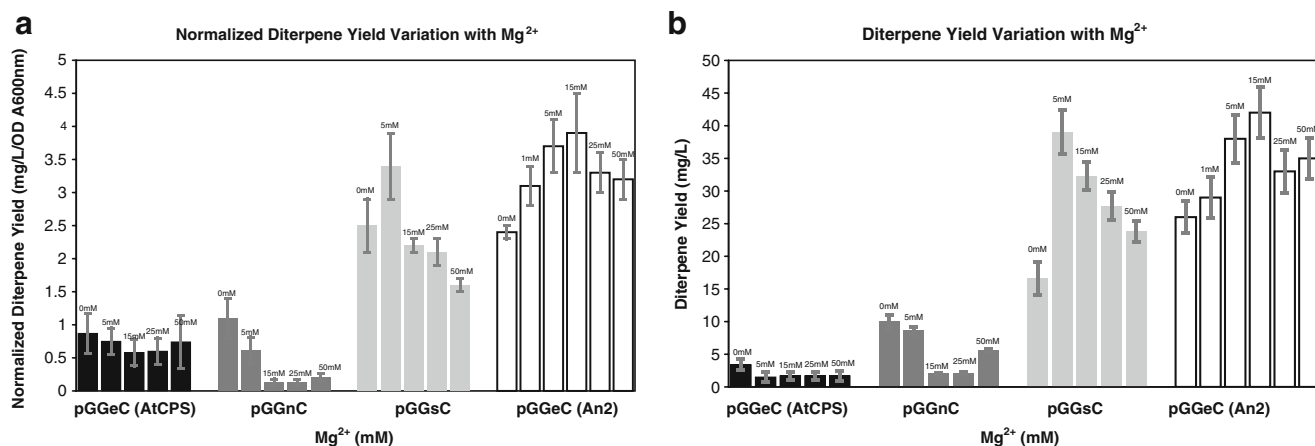 a
Normalized Diterpene Yield Variation with Mg2+
Normalized Diterpene Yield (mg/L/OD A600nm)
5
4.5
4
3.5
3
2.5
2
1.5
1
0.5
0
0mM
5mM
15mM
25mM
50mM
0mM
5mM
15mM
25mM
50mM
0mM
5mM
15mM
25mM
50mM
0mM
1mM
5mM
15mM
25mM
50mM
pGGeC (AtCPS) pGGnC pGGsC pGGeC (An2)
Mg2+ (mM)
b
Diterpene Yield Variation with Mg2+
Diterpene Yield (mg/L)
50
45
40
35
30
25
20
15
10
5
0
0mM
5mM
15mM
25mM
50mM
0mM
5mM
15mM
25mM
50mM
0mM
5mM
15mM
25mM
50mM
0mM
1mM
5mM
15mM
25mM
50mM
pGGeC (AtCPS) pGGnC pGGsC pGGeC (An2)
Mg2+ (mM)